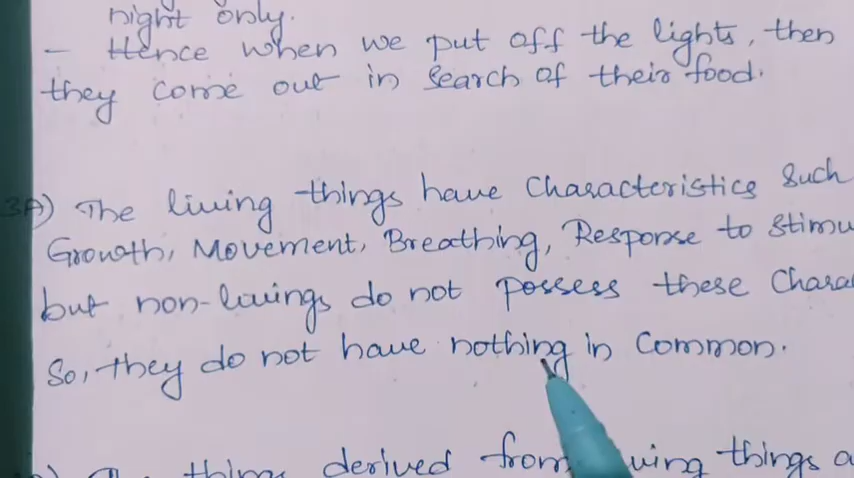 night only.
- Hence when we put off the lights, then
they come out in search of their food.
3A) The living things have Characteristics Such
Growth, Movement, Breathing, Response to Stimu
but non-livings do not possess these Charac
So, they do not have nothing in Common.
things derived from things a